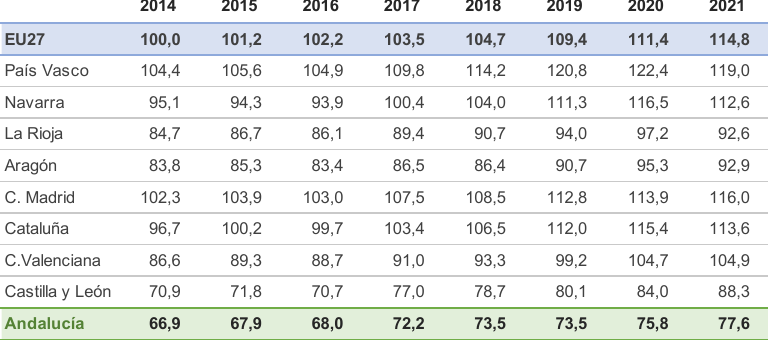 2014 2015 2016 2017 2018 2019 2020 2021
EU27 100,0 101,2 102,2 103,5 104,7 109,4 111,4 114,8
País Vasco 104,4 105,6 104,9 109,8 114,2 120,8 122,4 119,0
Navarra 95,1 94,3 93,9 100,4 104,0 111,3 116,5 112,6
La Rioja 84,7 86,7 86,1 89,4 90,7 94,0 97,2 92,6
Aragón 83,8 85,3 83,4 86,5 86,4 90,7 95,3 92,9
C. Madrid 102,3 103,9 103,0 107,5 108,5 112,8 113,9 116,0
Cataluña 96,7 100,2 99,7 103,4 106,5 112,0 115,4 113,6
C.Valenciana 86,6 89,3 88,7 91,0 93,3 99,2 104,7 104,9
Castilla y León 70,9 71,8 70,7 77,0 78,7 80,1 84,0 88,3
Andalucía 66,9 67,9 68,0 72,2 73,5 73,5 75,8 77,6